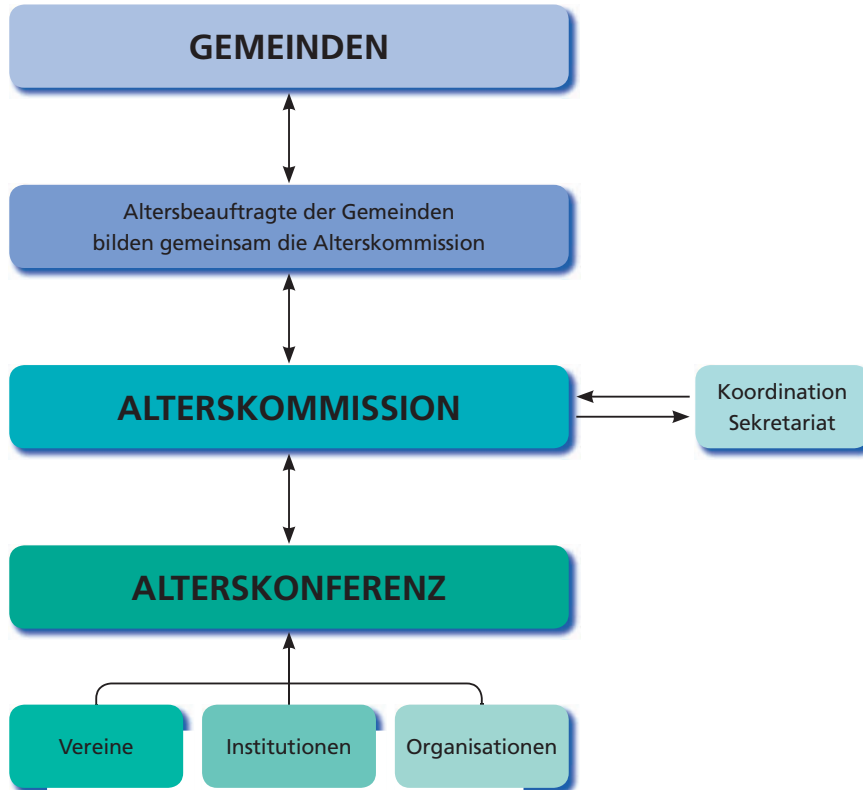 GEMEINDEN
Altersbeauftragte der Gemeinden
bilden gemeinsam die Alterskommission
ALTERSKOMMISSION
Koordination
Sekretariat
ALTERSKONFERENZ
Vereine
Institutionen
Organisationen